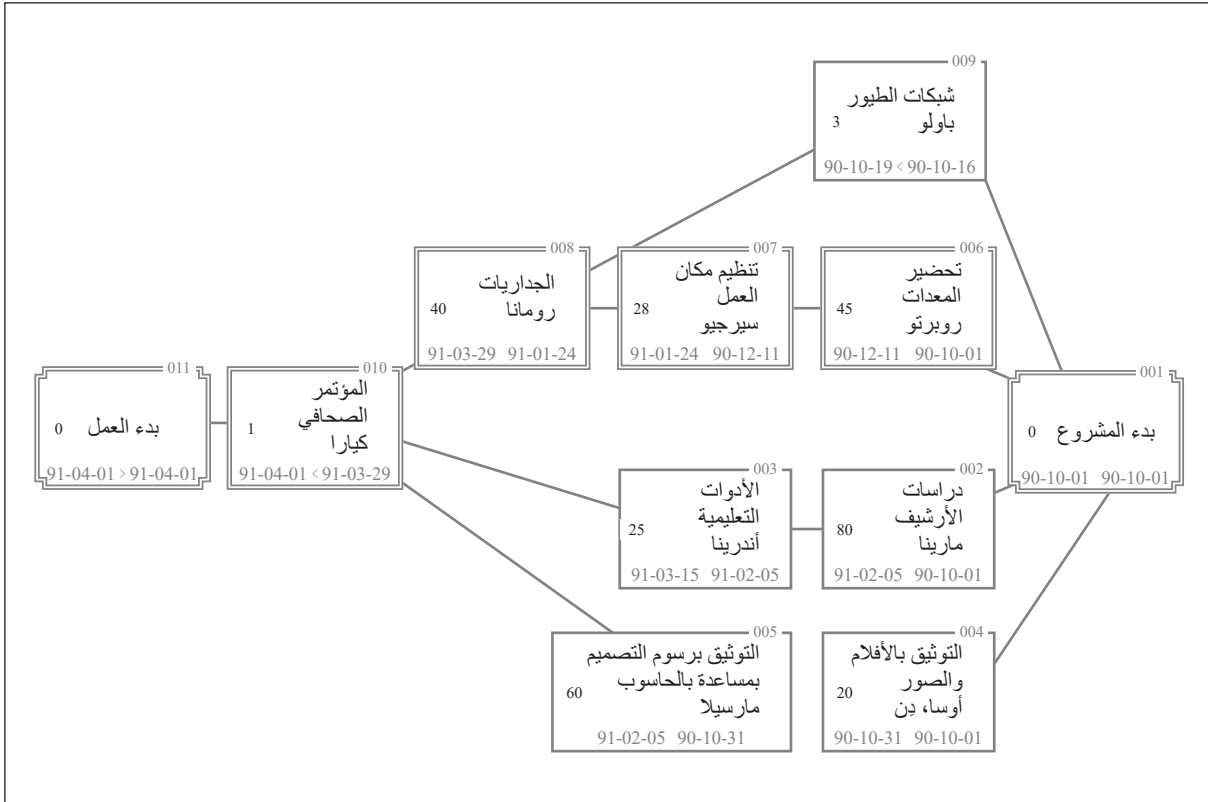 009
شبكات الطيور
باولو
3
90-10-19 < 90-10-16
008
الجداريات
رومانا
40
91-03-29 91-01-24
007
تنظيم مكان
العمل
سيرجيو
28
91-01-24 90-12-11
006
تحضير
المعدات
روبرتو
45
90-12-11 90-10-01
011
بدء العمل
0
91-04-01 > 91-04-01
010
المؤتمر
الصحافي
كيارا
1
91-04-01 < 91-03-29
001
بدء المشروع
0
90-10-01 90-10-01
003
الأدوات
التعليمية
أندرينا
25
91-03-15 91-02-05
002
دراسات
الأرشيف
مارينا
80
91-02-05 90-10-01
005
التوثيق برسوم التصميم
بمساعدة بالحاسوب
مارسيلا
60
91-02-05 90-10-31
004
التوثيق بالأفلام
والصور
أوسا، دِن
20
90-10-31 90-10-01